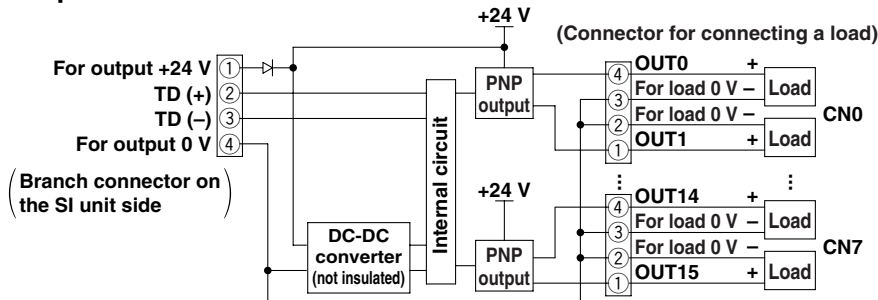 +24 V
(Connector for connecting a load)
For output +24 V ①
TD (+) ②
TD (–) ③
For output 0 V ④
(Branch connector on
the SI unit side)
Internal circuit
DC-DC
converter
(not insulated)
PNP
output
④ OUT0 + Load
③ For load 0 V –
② For load 0 V –
① OUT1 + Load
CN0
+24 V
PNP
output
④ OUT14 + Load
③ For load 0 V –
② For load 0 V –
① OUT15 + Load
CN7